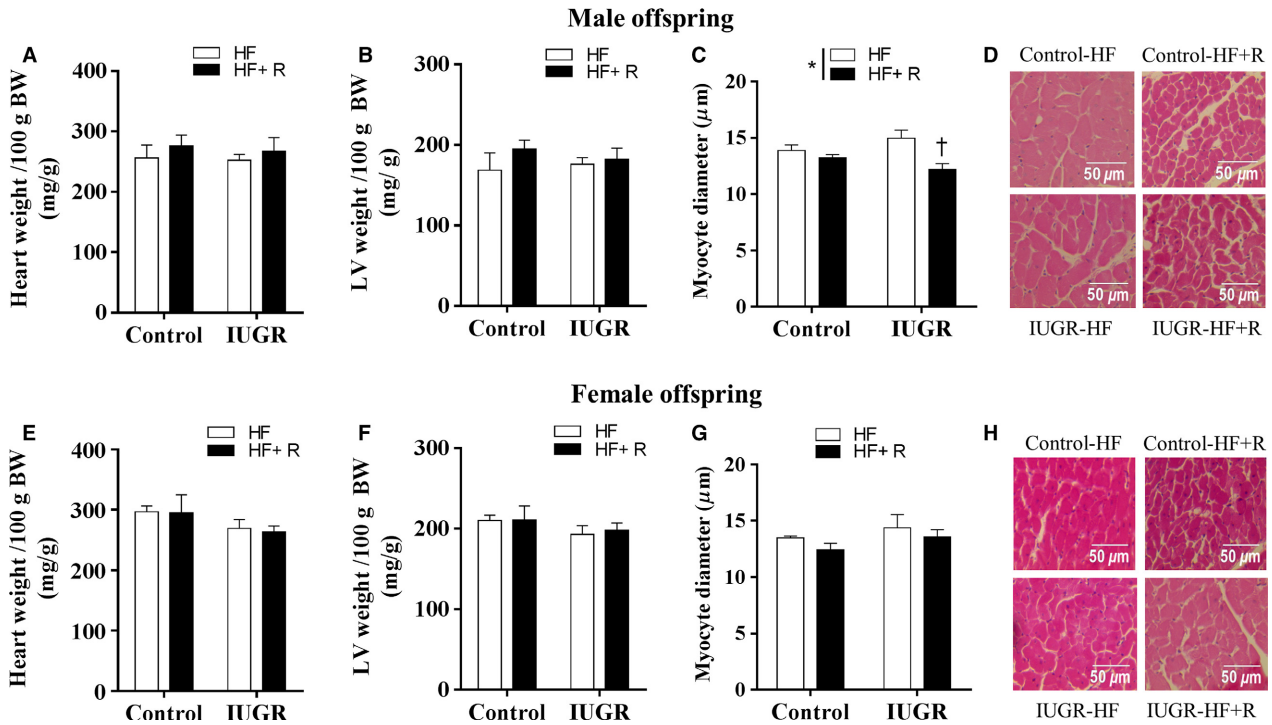 Male offspring
A
HF
HF+ R
Heart weight /100 g BW
(mg/g)
400
300
200
100
0
Control IUGR
B
HF
HF+ R
LV weight /100 g BW
(mg/ g)
300
200
100
0
Control IUGR
C
* HF
HF+ R
Myocyte diameter (µm)
20
15
10
5
0
†
Control IUGR
D
Control-HF Control-HF+R
50 µm 50 µm
50 µm 50 µm
IUGR-HF IUGR-HF+R
Female offspring
E
HF
HF+ R
Heart weight /100 g BW
(mg/g)
400
300
200
100
0
Control IUGR
F
HF
HF+ R
LV weight /100 g BW
(mg/g)
300
200
100
0
Control IUGR
G
HF
HF+ R
Myocyte diameter (µm)
20
15
10
5
0
Control IUGR
H
Control-HF Control-HF+R
50 µm 50 µm
50 µm 50 µm
IUGR-HF IUGR-HF+R